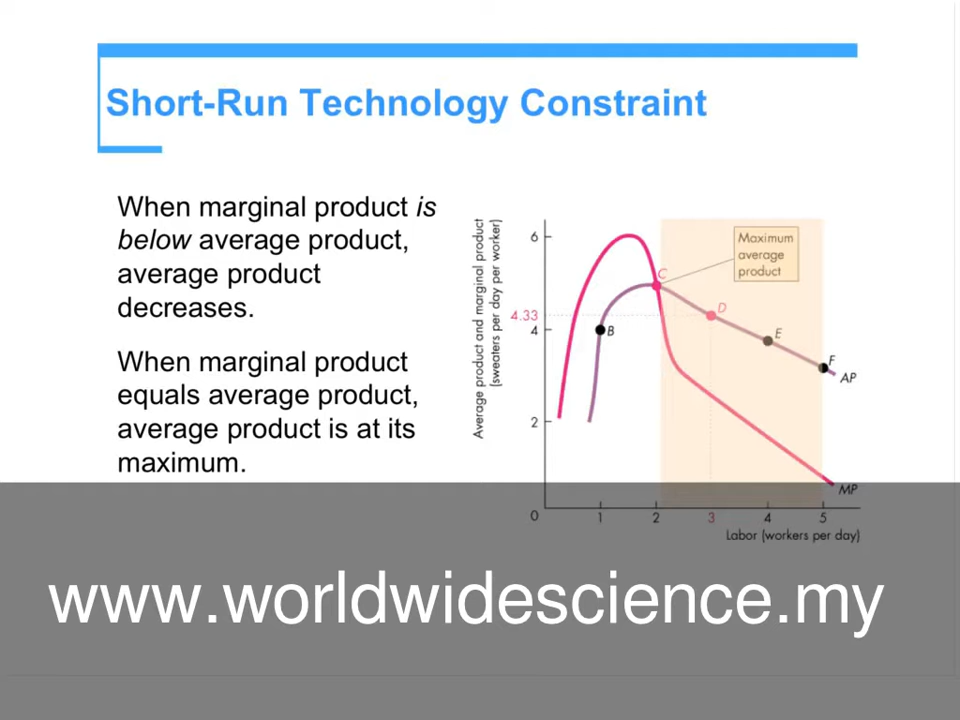 Short-Run Technology Constraint
When marginal product is
below average product,
average product
decreases.
When marginal product
equals average product,
average product is at its
maximum.
Average product and marginal product
(sweaters per day per worker)
6
4.33
4
2
0
Maximum
average
product
B
C
D
E
F
AP
MP
1
2
3
4
5
Labor (workers per day)
www.worldwidescience.my